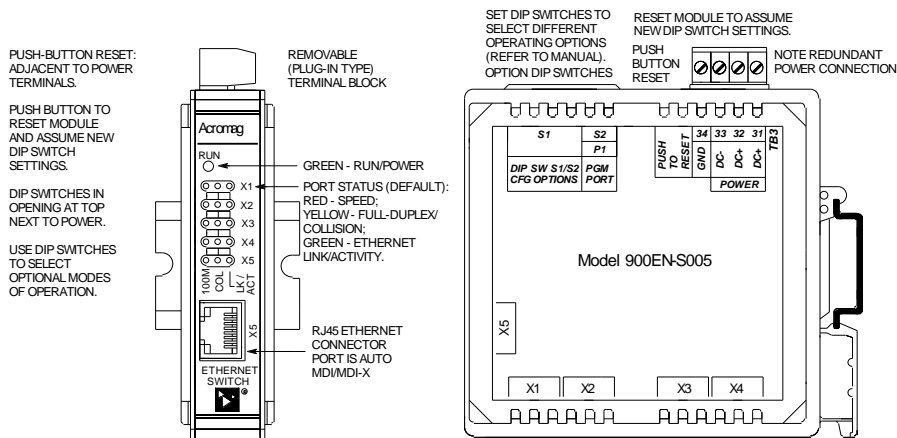 PUSH-BUTTON RESET:
ADJACENT TO POWER
TERMINALS.
PUSH BUTTON TO
RESET MODULE
AND ASSUME NEW
DIP SWITCH
SETTINGS.
DIP SWITCHES IN
OPENING AT TOP
NEXT TO POWER.
USE DIP SWITCHES
TO SELECT
OPTIONAL MODES
OF OPERATION.
REMOVABLE
(PLUG-IN TYPE)
TERMINAL BLOCK
Acromag
RUN
GREEN - RUN/POWER
X1
X2
X3
X4
X5
PORT STATUS (DEFAULT):
RED - SPEED;
YELLOW - FULL-DUPLEX/
COLLISION;
GREEN - ETHERNET
LINK/ACTIVITY.
100M
COL
LK /
ACT
X5
RJ45 ETHERNET
CONNECTOR
PORT IS AUTO
MDI/MDI-X
ETHERNET
SWITCH
®
SET DIP SWITCHES TO
SELECT DIFFERENT
OPERATING OPTIONS
(REFER TO MANUAL).
OPTION DIP SWITCHES
RESET MODULE TO ASSUME
NEW DIP SWITCH SETTINGS.
PUSH
BUTTON
RESET
NOTE REDUNDANT
POWER CONNECTION
S1
S2
P1
DIP SW S1/S2
CFG OPTIONS
PGM
PORT
PUSH
TO
RESET
34
33
32
31
GND
DC-
DC+
DC+
TB3
POWER
Model 900EN-S005
X5
X1
X2
X3
X4